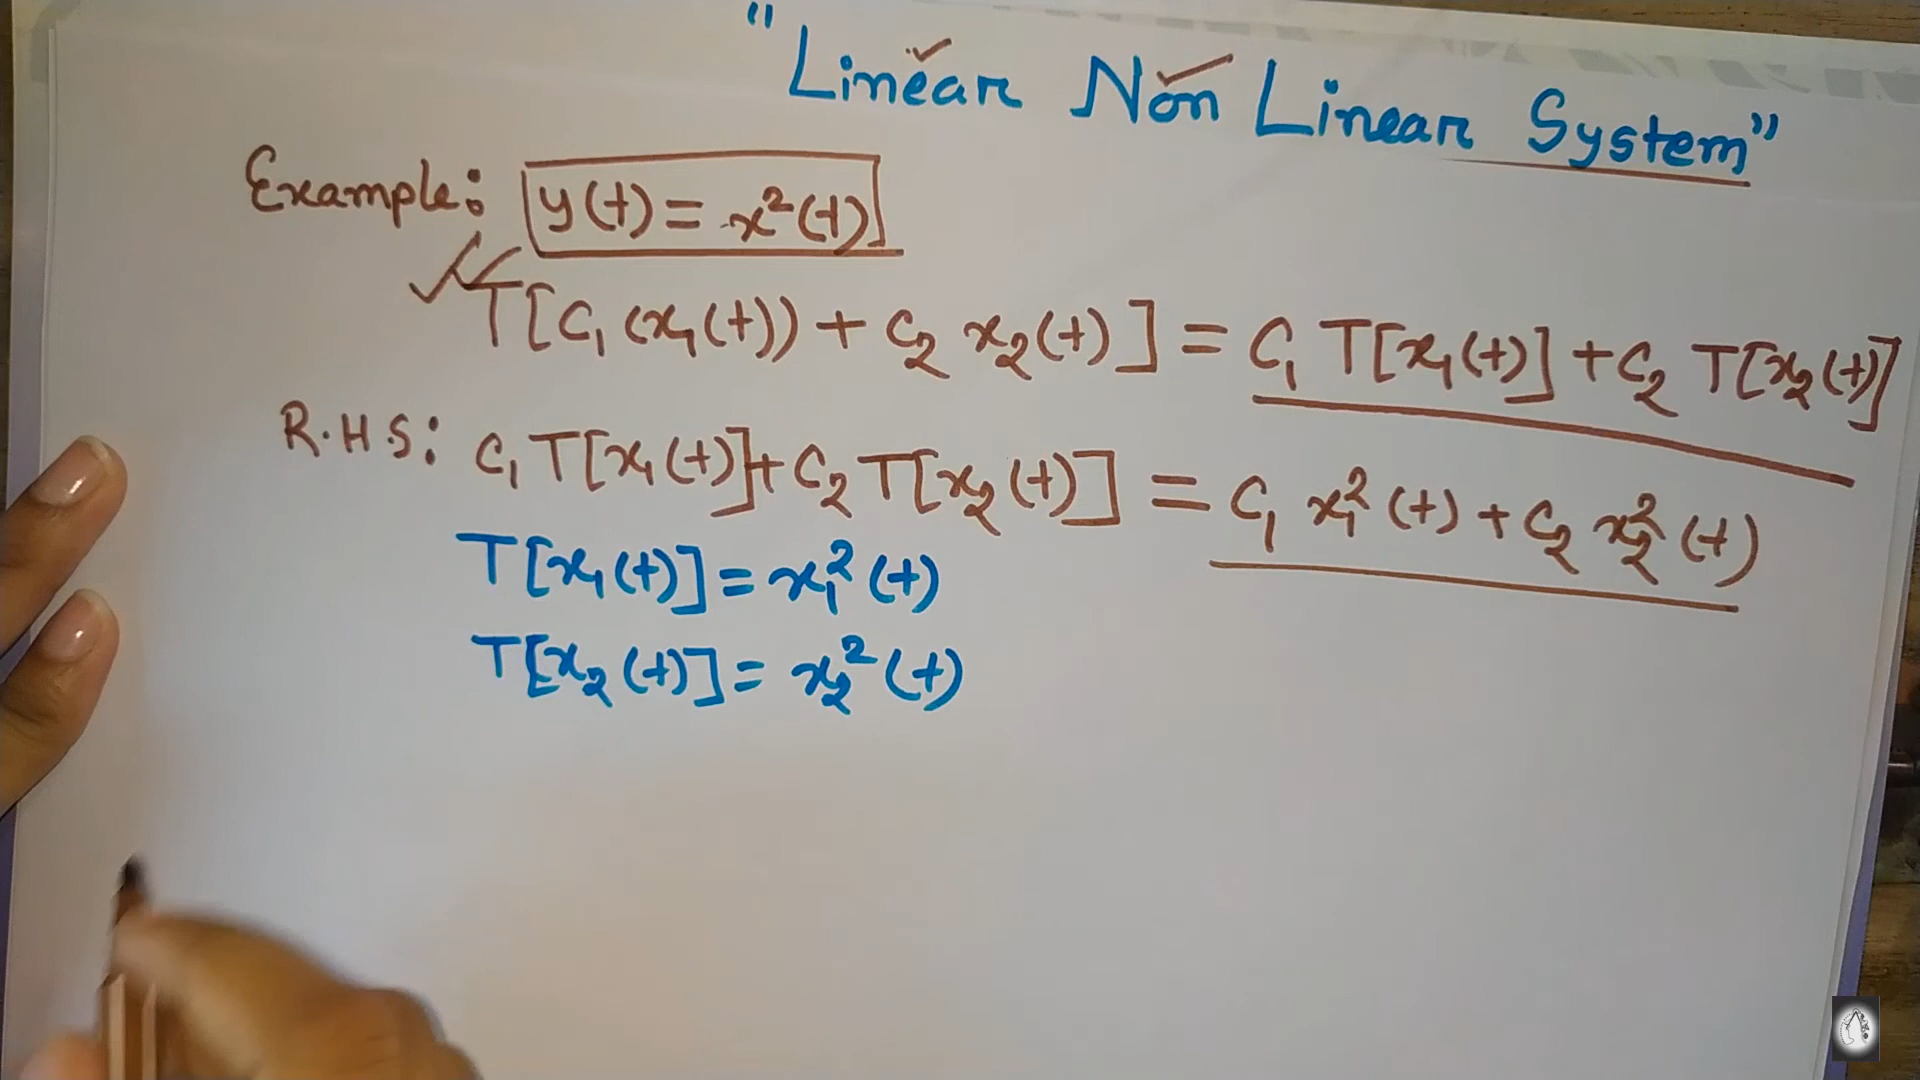 "Linear Non Linear System"
Example: y(t) = x²(t)
T[C₁(x₁(t)) + C₂ x₂(t)] = C₁ T[x₁(t)] + C₂ T[x₂(t)]
R.H.S: C₁T[x₁(t)] + C₂ T[x₂(t)] = C₁ x₁²(t) + C₂ x₂²(t)
T[x₁(t)] = x₁²(t)
T[x₂(t)] = x₂²(t)